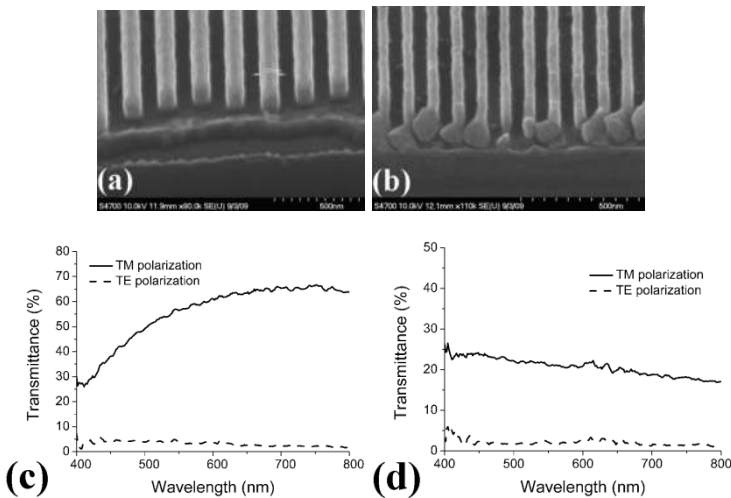 (a)
S4700 10.0kV 11.9mm x80.0k SE(U) 9/3/09
500nm
(b)
S4700 10.0kV 12.1mm x110k SE(U) 9/3/09
500nm
TM polarization
TE polarization
Transmittance (%)
80
70
60
50
40
30
20
10
0
400
500
600
700
800
Wavelength (nm)
(c)
TM polarization
TE polarization
Transmittance (%)
50
40
30
20
10
0
400
500
600
700
800
Wavelength (nm)
(d)